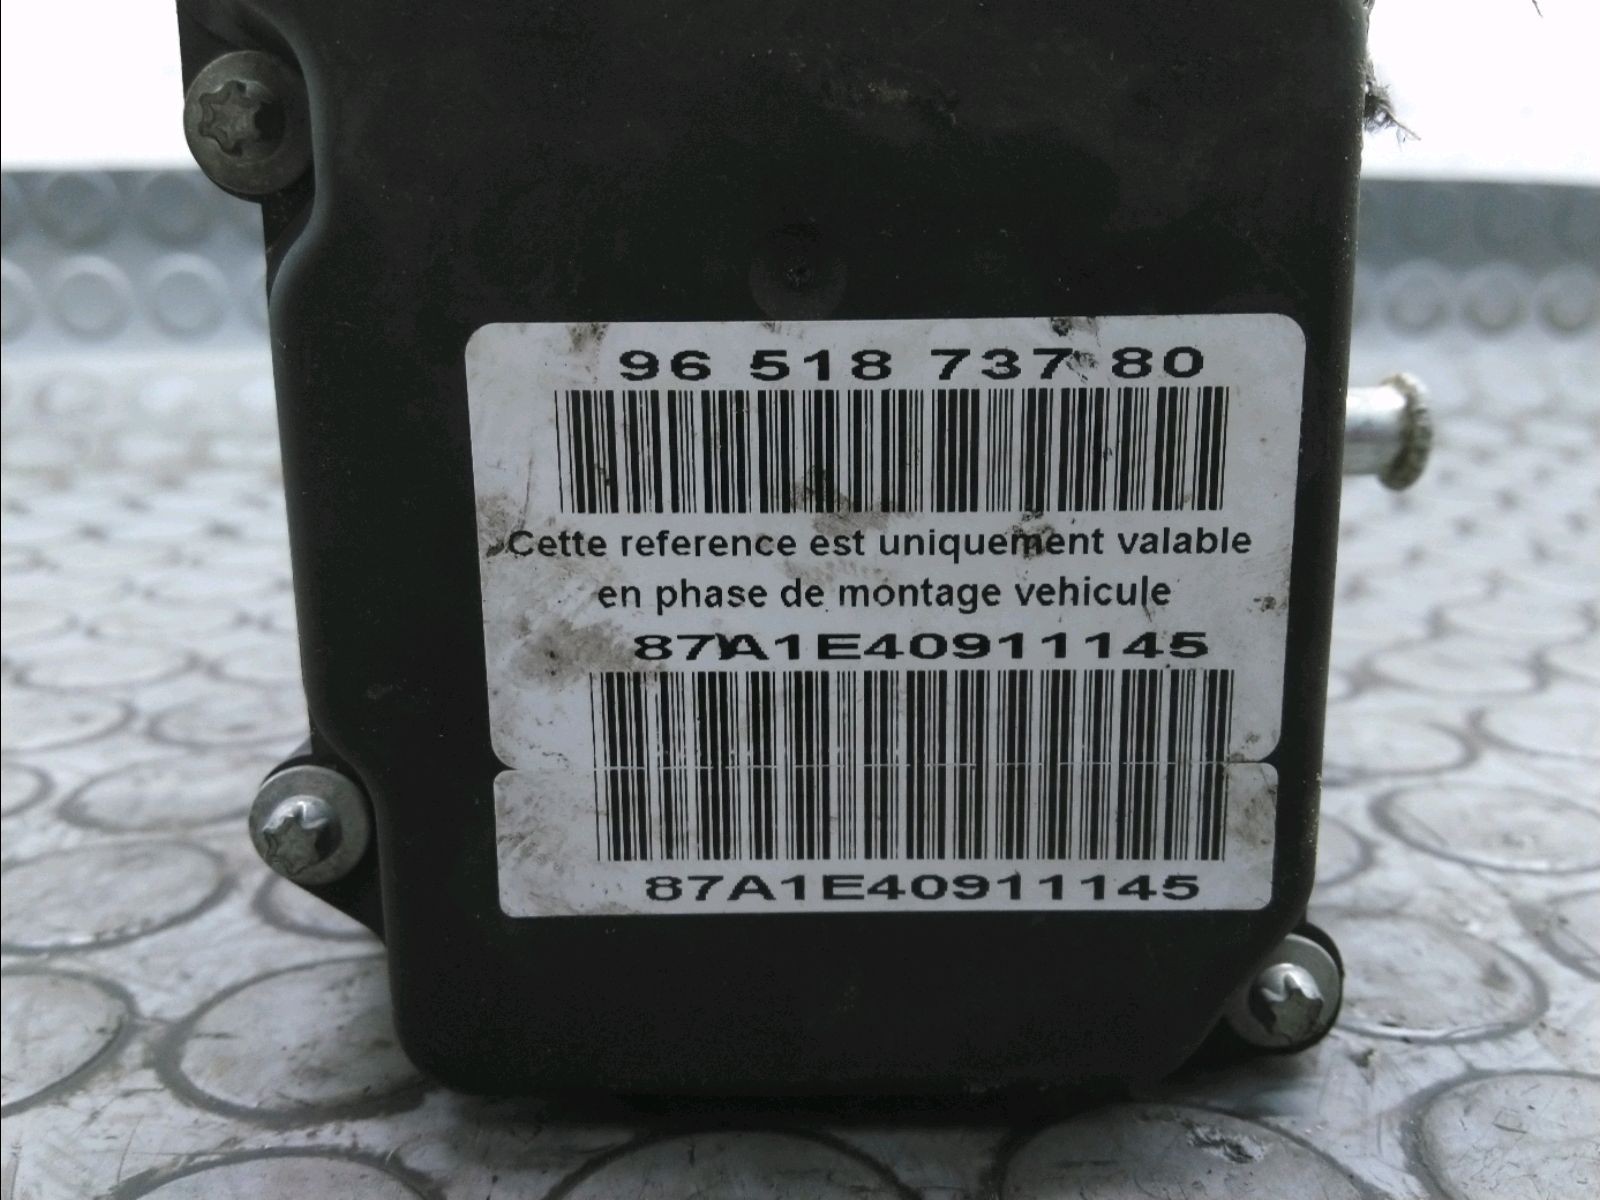 96 518 737 80
Cette reference est uniquement valable
en phase de montage vehicule
87A1E40911145
87A1E40911145